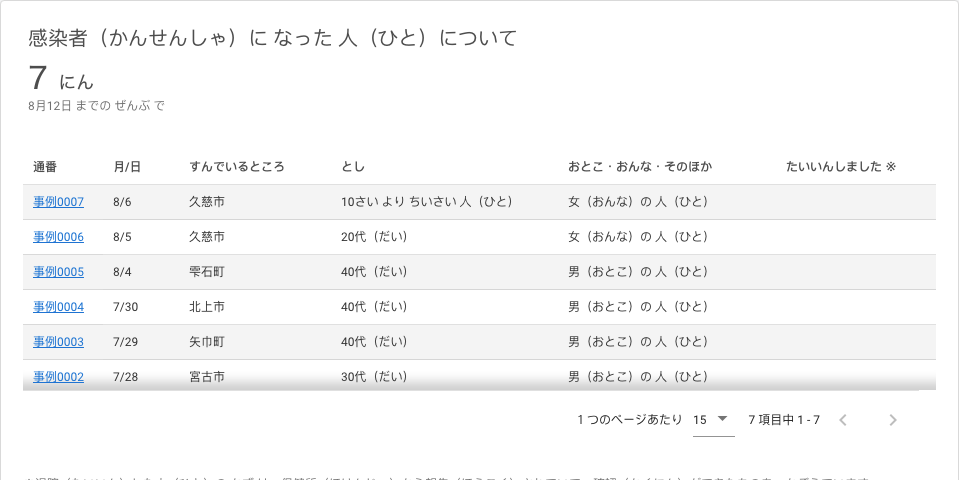 感染者（かんせんしゃ）に なった 人（ひと）について
7 にん
8月12日 までの ぜんぶ で
通番 月/日 すんでいるところ とし おとこ・おんな・そのほか たいいんしました ※
事例0007 8/6 久慈市 10さい より ちいさい 人（ひと） 女（おんな）の 人（ひと）
事例0006 8/5 久慈市 20代（だい） 女（おんな）の 人（ひと）
事例0005 8/4 雫石町 40代（だい） 男（おとこ）の 人（ひと）
事例0004 7/30 北上市 40代（だい） 男（おとこ）の 人（ひと）
事例0003 7/29 矢巾町 40代（だい） 男（おとこ）の 人（ひと）
事例0002 7/28 宮古市 30代（だい） 男（おとこ）の 人（ひと）
1 つのページあたり 15 7 項目中 1 - 7